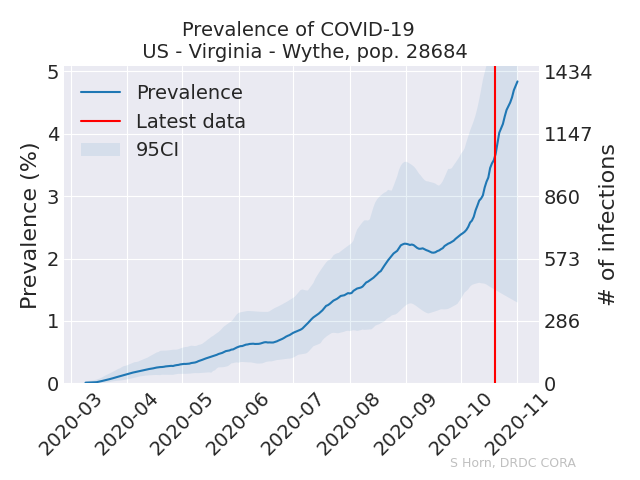 Prevalence of COVID-19
US - Virginia - Wythe, pop. 28684
Prevalence (%)
5
4
3
2
1
0
Prevalence
Latest data
95CI
1434
1147
860
573
286
0
# of infections
2020-03
2020-04
2020-05
2020-06
2020-07
2020-08
2020-09
2020-10
2020-11
S Horn, DRDC CORA